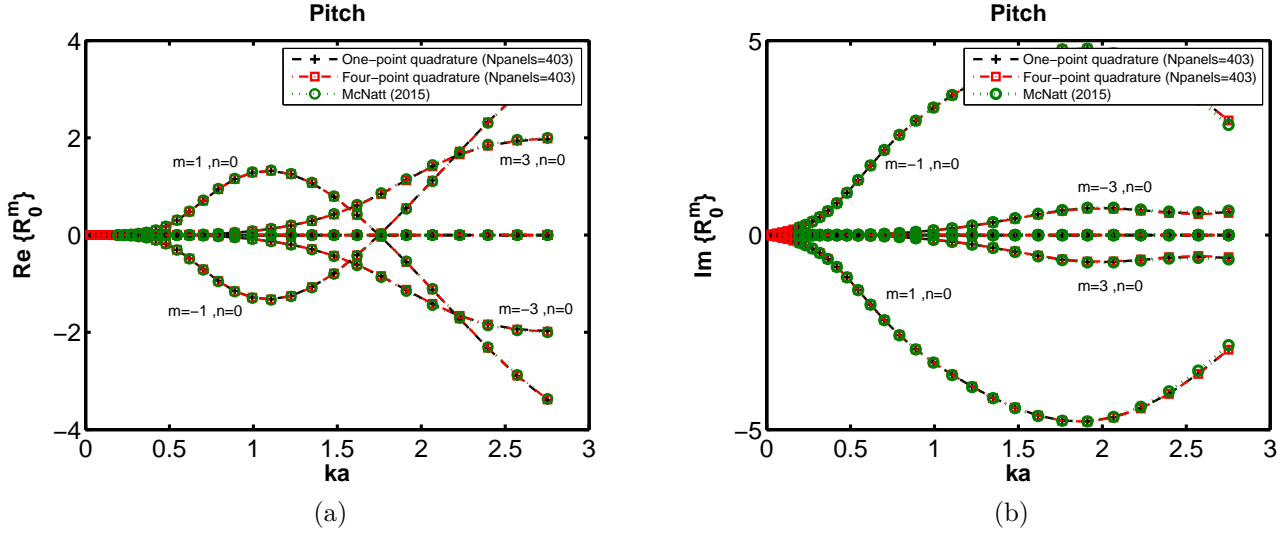 Pitch
Re {R₀ᵐ}
4
2
0
−2
−4
One−point quadrature (Npanels=403)
Four−point quadrature (Npanels=403)
McNatt (2015)
m=1 ,n=0
m=3 ,n=0
m=−1 ,n=0
m=−3 ,n=0
0 0.5 1 1.5 2 2.5 3
ka
(a)
Pitch
Im {R₀ᵐ}
5
0
−5
One−point quadrature (Npanels=403)
Four−point quadrature (Npanels=403)
McNatt (2015)
m=−1 ,n=0
m=−3 ,n=0
m=1 ,n=0
m=3 ,n=0
0 0.5 1 1.5 2 2.5 3
ka
(b)